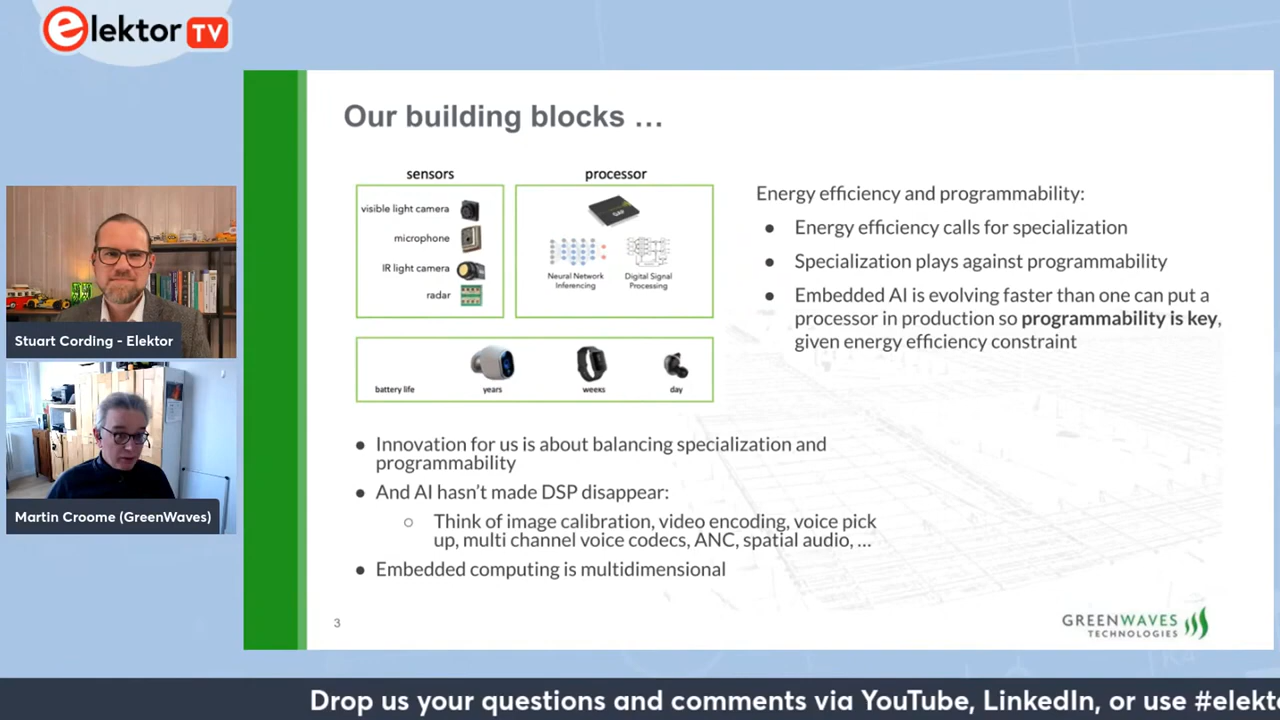 elektor TV
Our building blocks …
sensors
processor
visible light camera
microphone
IR light camera
radar
GAP
Neural Network
Inferencing
Digital Signal
Processing
battery life
years
weeks
day
Energy efficiency and programmability:
● Energy efficiency calls for specialization
● Specialization plays against programmability
● Embedded AI is evolving faster than one can put a
processor in production so programmability is key,
given energy efficiency constraint
● Innovation for us is about balancing specialization and
programmability
● And AI hasn't made DSP disappear:
○ Think of image calibration, video encoding, voice pick
up, multi channel voice codecs, ANC, spatial audio, …
● Embedded computing is multidimensional
3
GREENWAVES
TECHNOLOGIES
Stuart Cording - Elektor
Martin Croome (GreenWaves)
Drop us your questions and comments via YouTube, LinkedIn, or use #elekt